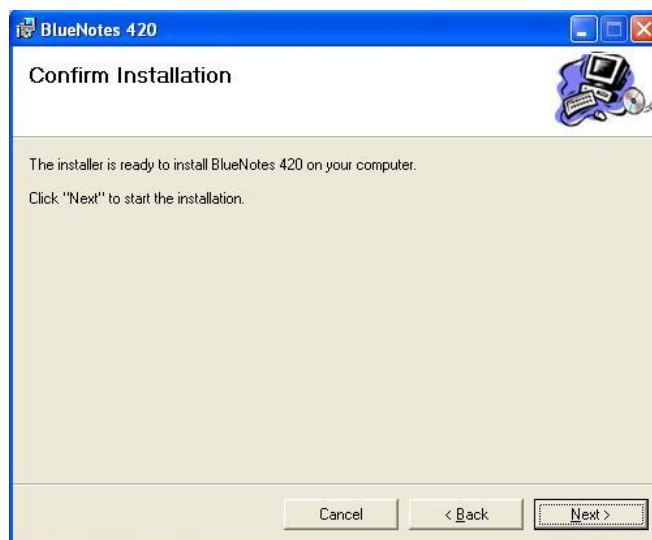 BlueNotes 420
Confirm Installation
The installer is ready to install BlueNotes 420 on your computer.
Click "Next" to start the installation.
Cancel
< Back
Next >